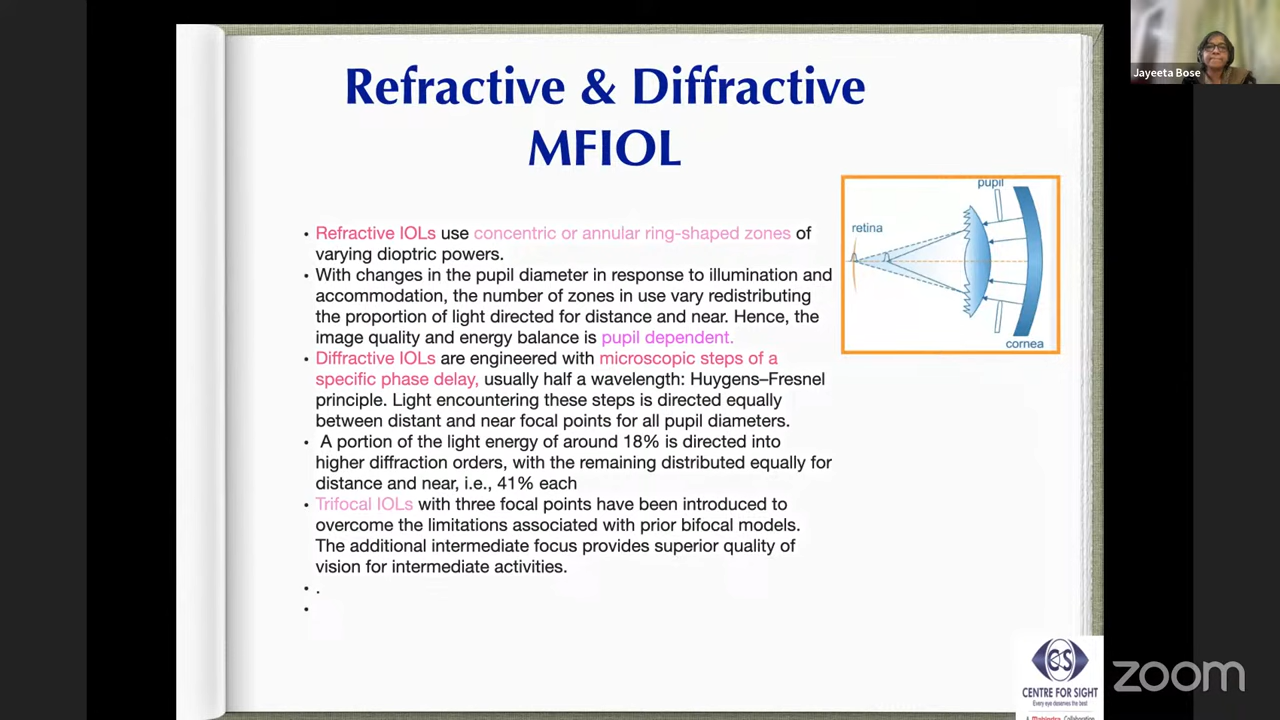 Refractive & Diffractive
MFIOL
• Refractive IOLs use concentric or annular ring-shaped zones of
varying dioptric powers.
• With changes in the pupil diameter in response to illumination and
accommodation, the number of zones in use vary redistributing
the proportion of light directed for distance and near. Hence, the
image quality and energy balance is pupil dependent.
• Diffractive IOLs are engineered with microscopic steps of a
specific phase delay, usually half a wavelength: Huygens–Fresnel
principle. Light encountering these steps is directed equally
between distant and near focal points for all pupil diameters.
• A portion of the light energy of around 18% is directed into
higher diffraction orders, with the remaining distributed equally for
distance and near, i.e., 41% each
• Trifocal IOLs with three focal points have been introduced to
overcome the limitations associated with prior bifocal models.
The additional intermediate focus provides superior quality of
vision for intermediate activities.
• .
•
pupil
retina
cornea
Jayeeta Bose
CS
CENTRE FOR SIGHT
Every eye deserves the best
A Mahindra Collaboration
zoom